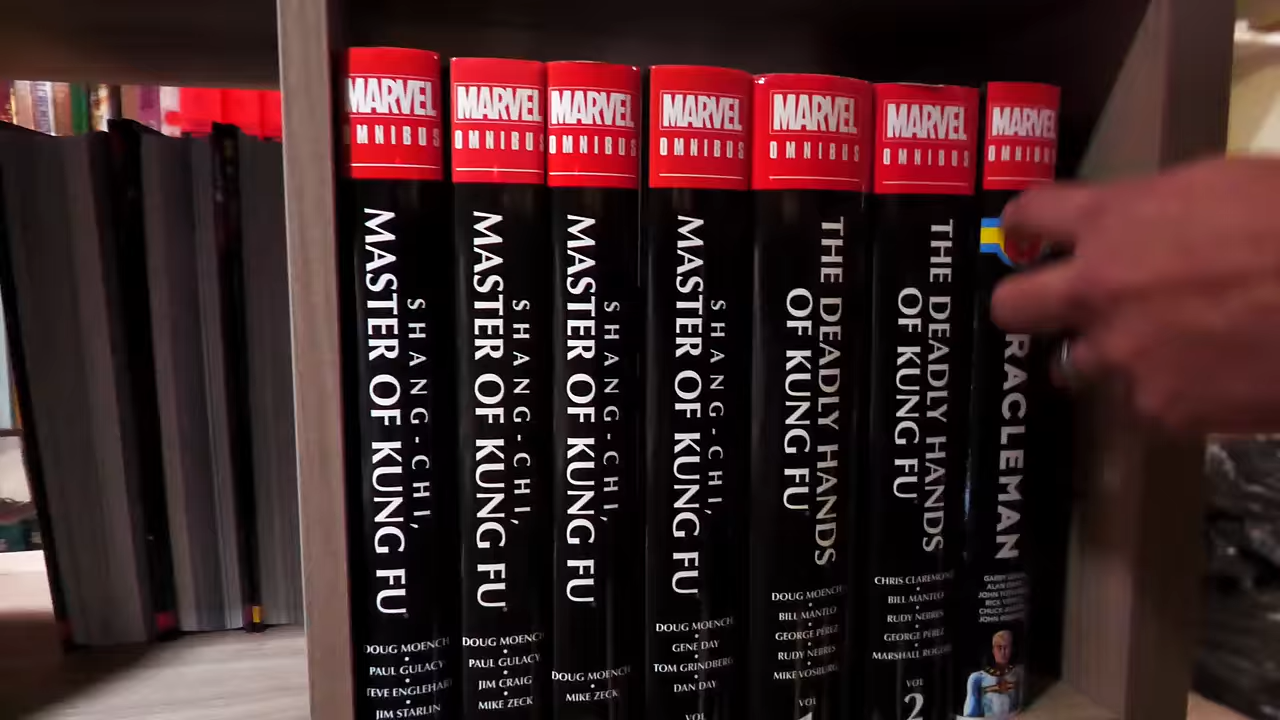 MARVEL
OMNIBUS
SHANG-CHI,
MASTER OF KUNG FU
DOUG MOENCH
PAUL GULACY
JIM STARLIN
MARVEL
OMNIBUS
SHANG-CHI,
MASTER OF KUNG FU
DOUG MOENCH
PAUL GULACY
JIM CRAIG
MIKE ZECK
MARVEL
OMNIBUS
SHANG-CHI,
MASTER OF KUNG FU
DOUG MOENCH
MIKE ZECK
MARVEL
OMNIBUS
SHANG-CHI,
MASTER OF KUNG FU
DOUG MOENCH
GENE DAY
TOM GRINDBERG
DAN DAY
VOL
MARVEL
OMNIBUS
THE DEADLY HANDS
OF KUNG FU
DOUG MOENCH
BILL MANTLO
GEORGE PÉREZ
RUDY NEBRES
MIKE VOSBURG
VOL
MARVEL
OMNIBUS
THE DEADLY HANDS
OF KUNG FU
CHRIS CLAREMONT
BILL MANTLO
RUDY NEBRES
GEORGE PÉREZ
MARSHALL ROGERS
VOL
2
MARVEL
OMNIBUS
RACLEMAN